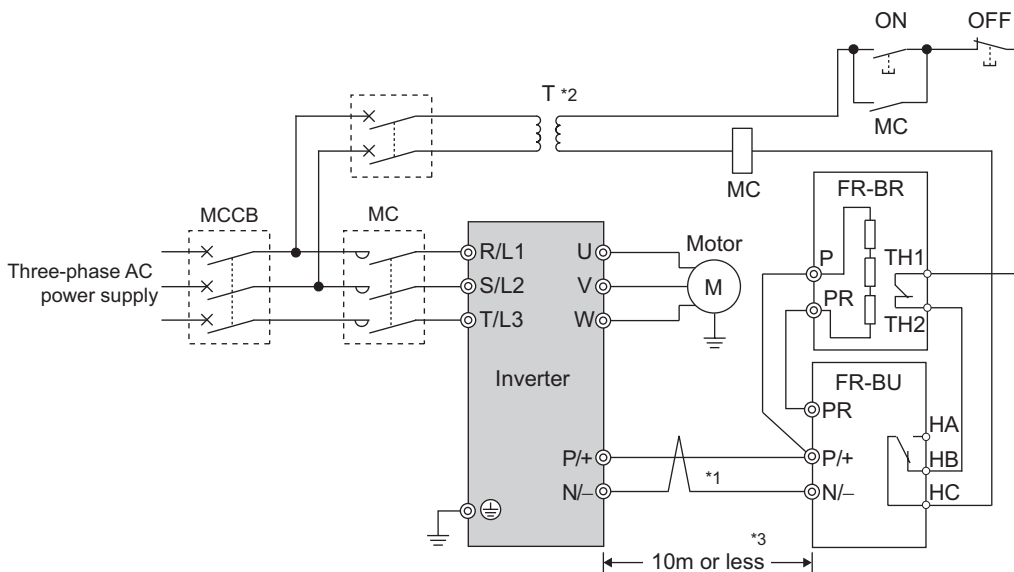 ON
OFF
T *2
MC
MC
FR-BR
MCCB
MC
Three-phase AC
power supply
R/L1
S/L2
T/L3
U
V
W
Motor
M
P
PR
TH1
TH2
Inverter
FR-BU
PR
HA
P/+
P/+
HB
N/–
*1
N/–
HC
*3
10m or less